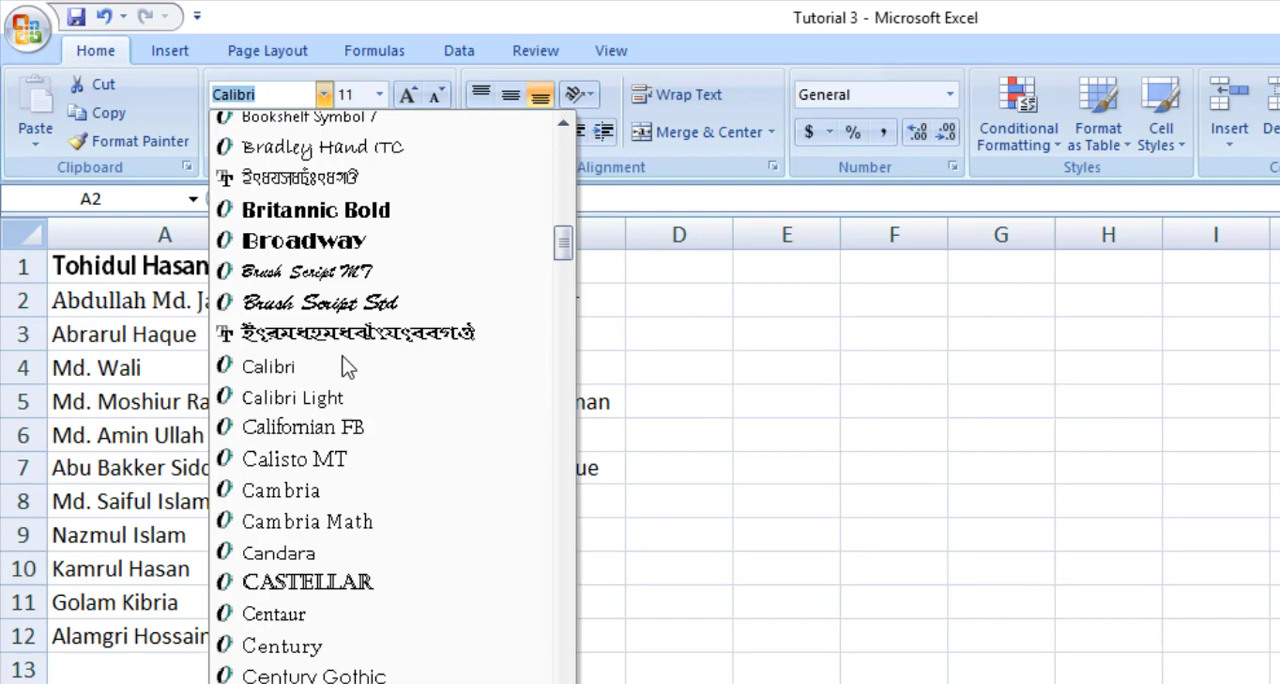 Tutorial 3 - Microsoft Excel
Home Insert Page Layout Formulas Data Review View
Cut
Copy
Format Painter
Paste
Clipboard
Calibri 11
Wrap Text
Merge & Center
Alignment
General
$ % ,
Number
Conditional Formatting
Format as Table
Cell Styles
Styles
Insert
A2
A D E F G H I
Bookshelf Symbol 7
Bradley Hand ITC
Britannic Bold
Broadway
Brush Script MT
Brush Script Std
Calibri
Calibri Light
Californian FB
Calisto MT
Cambria
Cambria Math
Candara
CASTELLAR
Centaur
Century
Century Gothic
1 Tohidul Hasan
2 Abdullah Md.
3 Abrarul Haque
4 Md. Wali
5 Md. Moshiur
6 Md. Amin Ullah
7 Abu Bakker
8 Md. Saiful Islam
9 Nazmul Islam
10 Kamrul Hasan
11 Golam Kibria
12 Alamgri Hossain
13